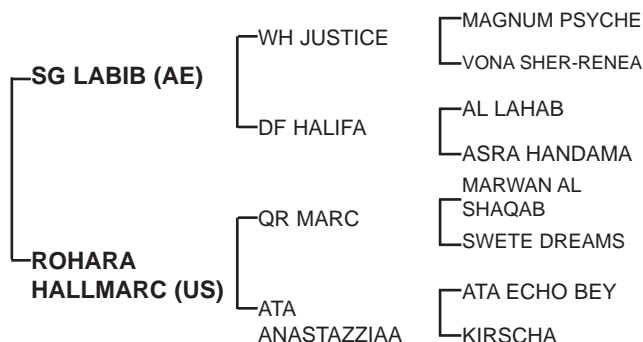 MAGNUM PSYCHE
WH JUSTICE
VONA SHER-RENEA
SG LABIB (AE)
AL LAHAB
DF HALIFA
ASRA HANDAMA
MARWAN AL
SHAQAB
QR MARC
SWETE DREAMS
ROHARA
HALLMARC (US)
ATA ECHO BEY
ATA
ANASTAZZIAA
KIRSCHA